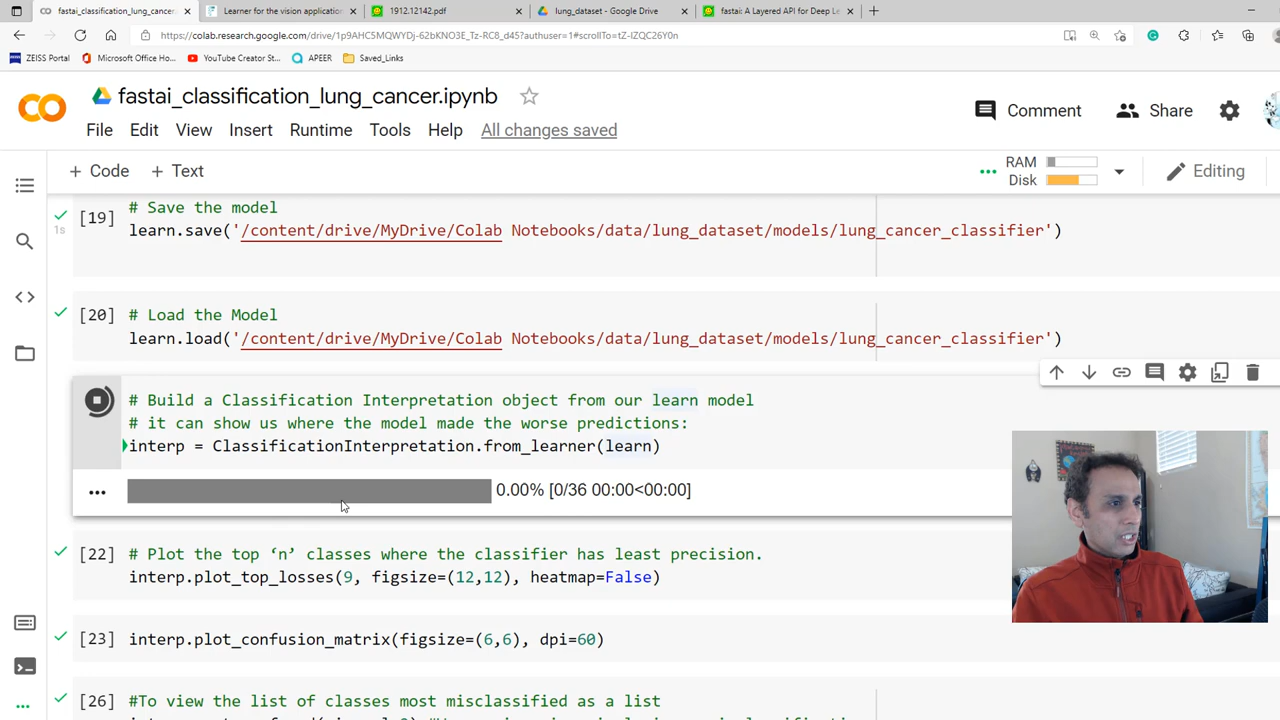 fastai_classification_lung_cancer
Learner for the vision application
1912.12142.pdf
lung_dataset - Google Drive
fastai: A Layered API for Deep Le
https://colab.research.google.com/drive/1p9AHC5MQWYDj-62bKNO3E_Tz-RC8_d45?authuser=1#scrollTo=tZ-IZQC26Y0n
ZEISS Portal
Microsoft Office Ho...
YouTube Creator St...
APEER
Saved_Links
fastai_classification_lung_cancer.ipynb
Comment
Share
File Edit View Insert Runtime Tools Help All changes saved
+ Code + Text
RAM
Disk
Editing
[19] # Save the model
1s
learn.save('/content/drive/MyDrive/Colab Notebooks/data/lung_dataset/models/lung_cancer_classifier')
[20] # Load the Model
learn.load('/content/drive/MyDrive/Colab Notebooks/data/lung_dataset/models/lung_cancer_classifier')
# Build a Classification Interpretation object from our learn model
# it can show us where the model made the worse predictions:
interp = ClassificationInterpretation.from_learner(learn)
0.00% [0/36 00:00<00:00]
[22] # Plot the top ‘n’ classes where the classifier has least precision.
interp.plot_top_losses(9, figsize=(12,12), heatmap=False)
[23] interp.plot_confusion_matrix(figsize=(6,6), dpi=60)
[26] #To view the list of classes most misclassified as a list